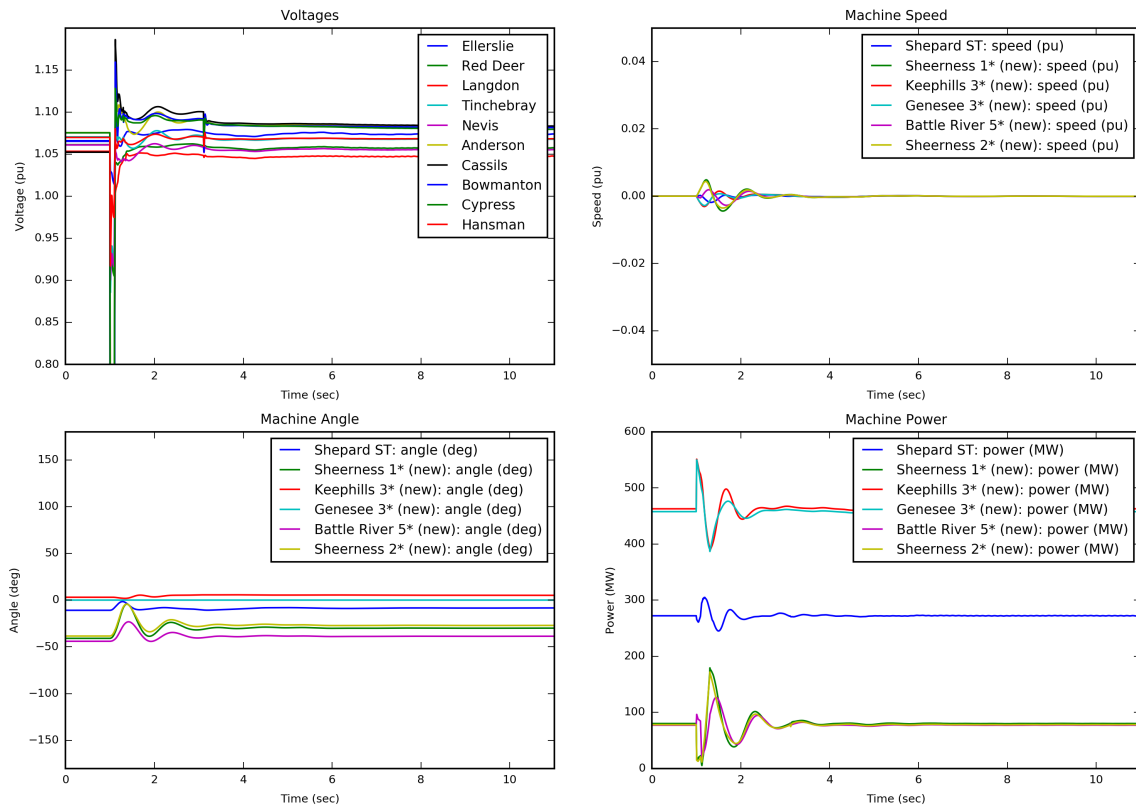 Voltages
1.15
1.10
1.05
1.00
0.95
0.90
0.85
0.80
Voltage (pu)
0
2
4
6
8
10
Time (sec)
Ellerslie
Red Deer
Langdon
Tinchebray
Nevis
Anderson
Cassils
Bowmanton
Cypress
Hansman
Machine Speed
0.04
0.02
0.00
−0.02
−0.04
Speed (pu)
0
2
4
6
8
10
Time (sec)
Shepard ST: speed (pu)
Sheerness 1* (new): speed (pu)
Keephills 3* (new): speed (pu)
Genesee 3* (new): speed (pu)
Battle River 5* (new): speed (pu)
Sheerness 2* (new): speed (pu)
Machine Angle
150
100
50
0
−50
−100
−150
Angle (deg)
0
2
4
6
8
10
Time (sec)
Shepard ST: angle (deg)
Sheerness 1* (new): angle (deg)
Keephills 3* (new): angle (deg)
Genesee 3* (new): angle (deg)
Battle River 5* (new): angle (deg)
Sheerness 2* (new): angle (deg)
Machine Power
600
500
400
300
200
100
0
Power (MW)
0
2
4
6
8
10
Time (sec)
Shepard ST: power (MW)
Sheerness 1* (new): power (MW)
Keephills 3* (new): power (MW)
Genesee 3* (new): power (MW)
Battle River 5* (new): power (MW)
Sheerness 2* (new): power (MW)